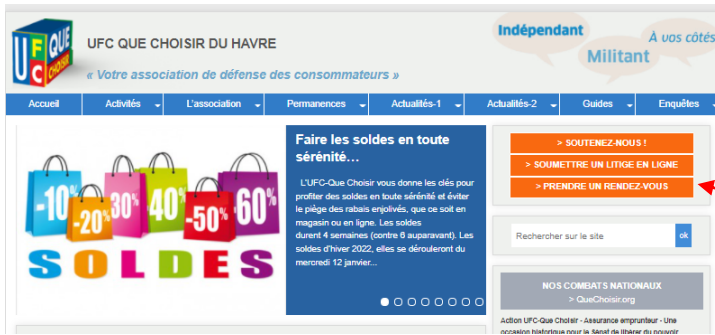 UFC QUE CHOISIR
UFC QUE CHOISIR DU HAVRE
« Votre association de défense des consommateurs »
Indépendant
Militant
À vos côtés
Accueil
Activités
L'association
Permanences
Actualités-1
Actualités-2
Guides
Enquêtes
-10%
-20%
-30%
-40%
-50%
-60%
SOLDES
Faire les soldes en toute
sérénité…
L'UFC-Que Choisir vous donne les clés pour
profiter des soldes en toute sérénité et éviter
le piège des rabais enjolivés, que ce soit en
magasin ou en ligne. Les soldes
durent 4 semaines (contre 6 auparavant). Les
soldes d'hiver 2022, elles se dérouleront du
mercredi 12 janvier...
> SOUTENEZ-NOUS !
> SOUMETTRE UN LITIGE EN LIGNE
> PRENDRE UN RENDEZ-VOUS
Rechercher sur le site
ok
NOS COMBATS NATIONAUX
> QueChoisir.org
Action UFC-Que Choisir - Assurance emprunteur - Une
occasion historique pour le Sénat de libérer du pouvoir